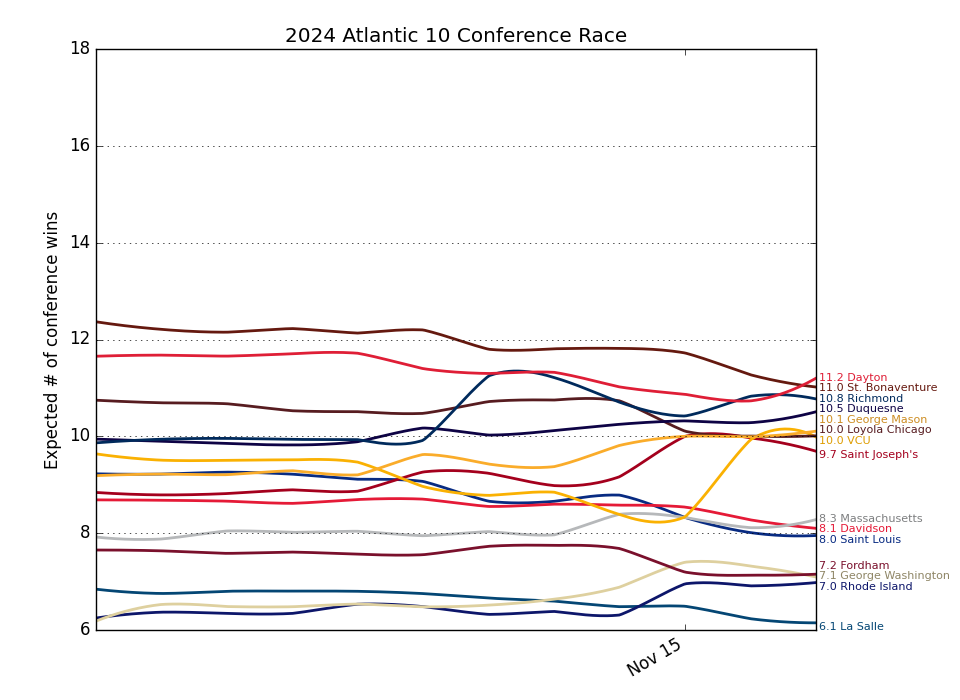 2024 Atlantic 10 Conference Race
Expected # of conference wins
18
16
14
12
10
8
6
Nov 15
11.2 Dayton
11.0 St. Bonaventure
10.8 Richmond
10.5 Duquesne
10.1 George Mason
10.0 Loyola Chicago
10.0 VCU
9.7 Saint Joseph's
8.3 Massachusetts
8.1 Davidson
8.0 Saint Louis
7.2 Fordham
7.1 George Washington
7.0 Rhode Island
6.1 La Salle